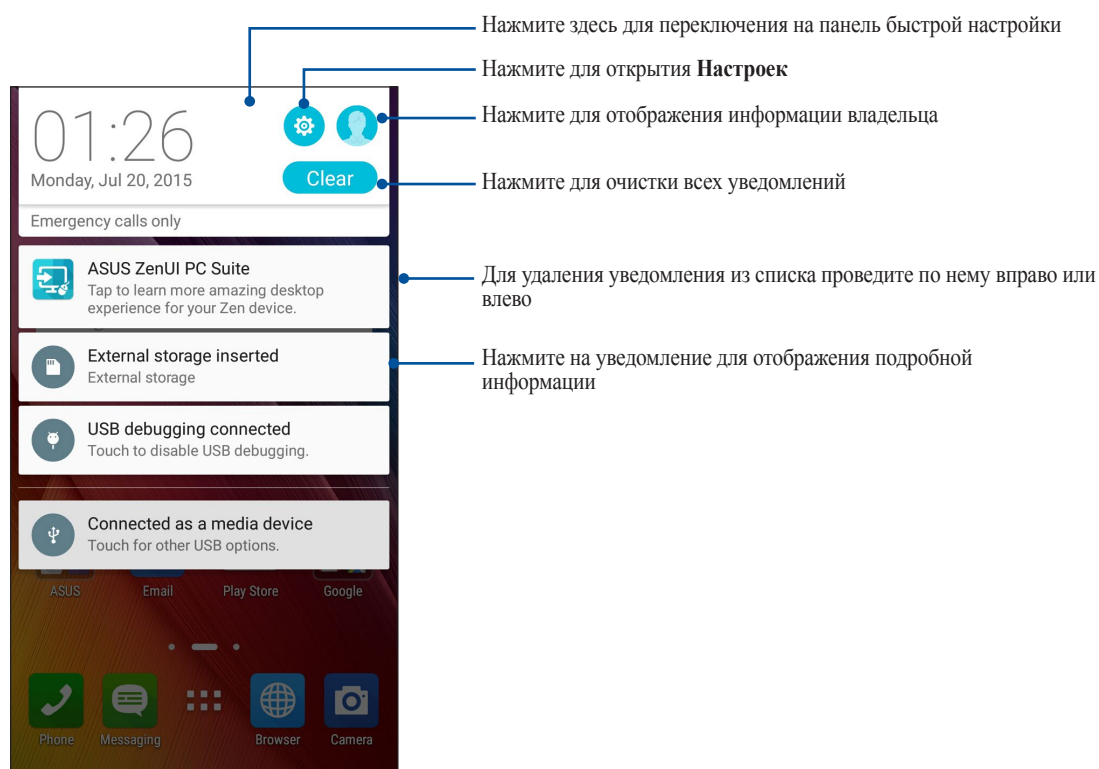 Нажмите здесь для переключения на панель быстрой настройки
Нажмите для открытия Настроек
Нажмите для отображения информации владельца
Нажмите для очистки всех уведомлений
Для удаления уведомления из списка проведите по нему вправо или
влево
Нажмите на уведомление для отображения подробной
информации
01:26
Monday, Jul 20, 2015
Clear
Emergency calls only
ASUS ZenUI PC Suite
Tap to learn more amazing desktop
experience for your Zen device.
External storage inserted
External storage
USB debugging connected
Touch to disable USB debugging.
Connected as a media device
Touch for other USB options.
ASUS Email Play Store Google
Phone Messaging Browser Camera